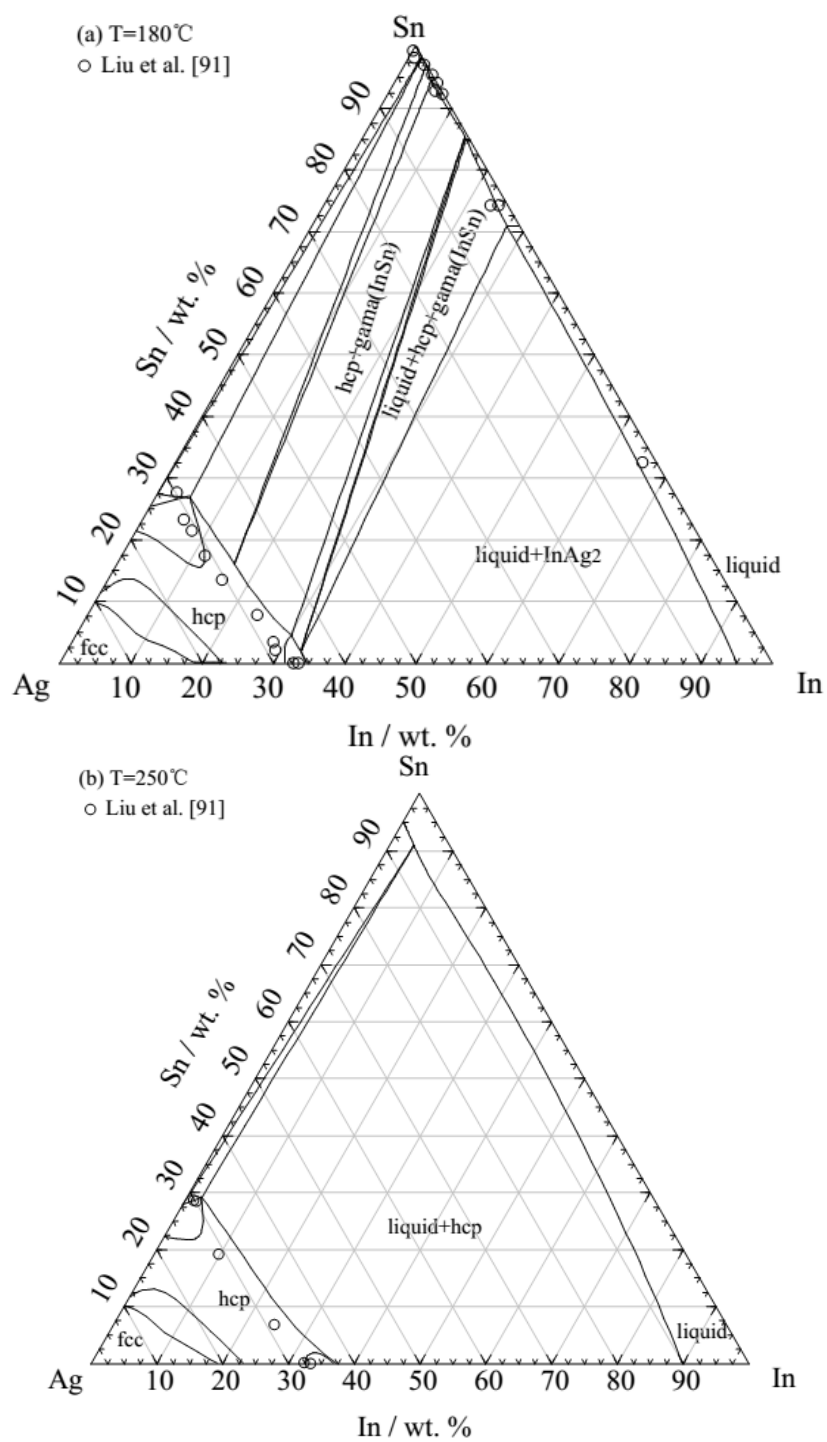 (a) T=180℃
Sn
○ Liu et al. [91]
90
80
70
60
50
40
30
20
10
Sn / wt. %
hcp+gama(InSn)
liquid+hcp+gama(InSn)
liquid+InAg2
liquid
hcp
fcc
Ag
10
20
30
40
50
60
70
80
90
In
In / wt. %
(b) T=250℃
Sn
○ Liu et al. [91]
90
80
70
60
50
40
30
20
10
Sn / wt. %
liquid+hcp
hcp
fcc
liquid
Ag
10
20
30
40
50
60
70
80
90
In
In / wt. %